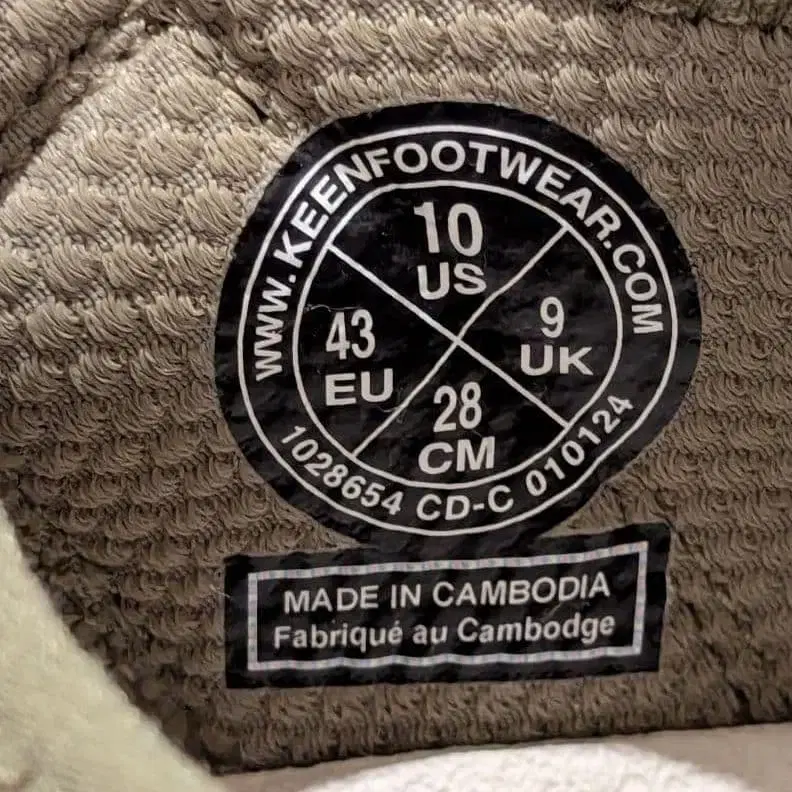 WWW.KEENFOOTWEAR.COM
10
US
43
EU
9
UK
28
CM
1028654 CD-C 010124
MADE IN CAMBODIA
Fabriqué au Cambodge